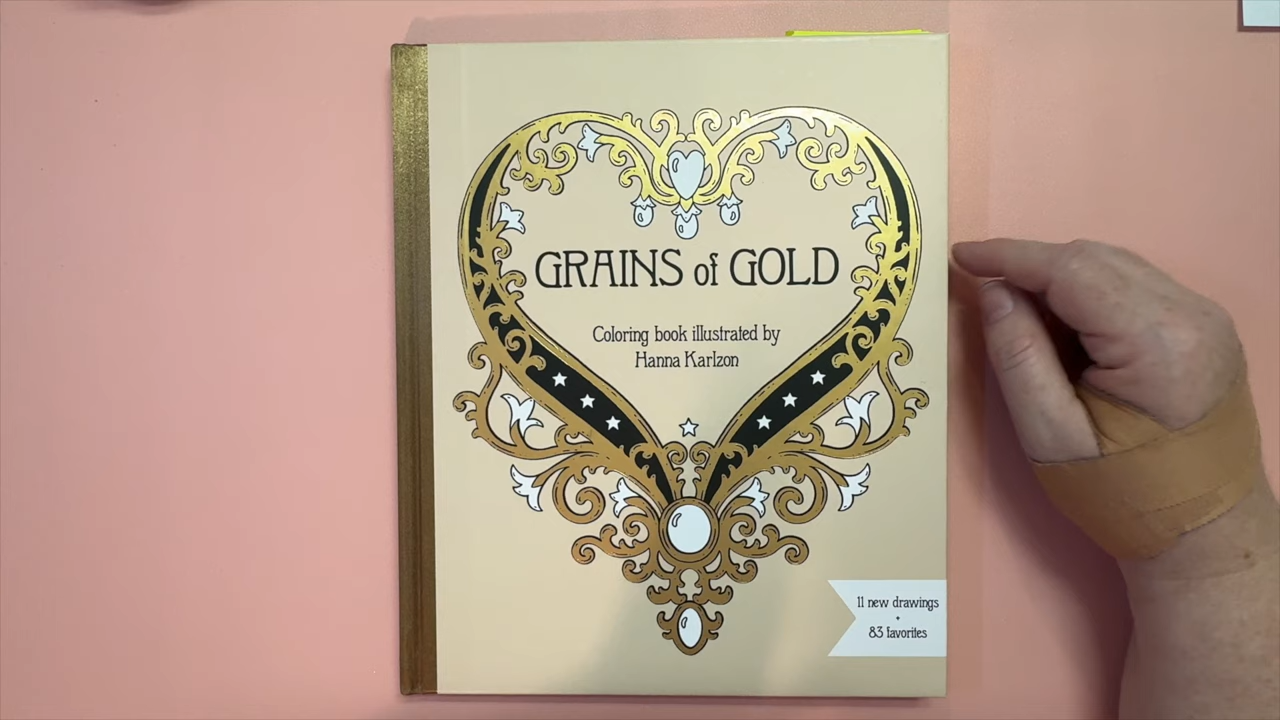 GRAINS of GOLD
Coloring book illustrated by
Hanna Karlzon
11 new drawings
•
83 favorites